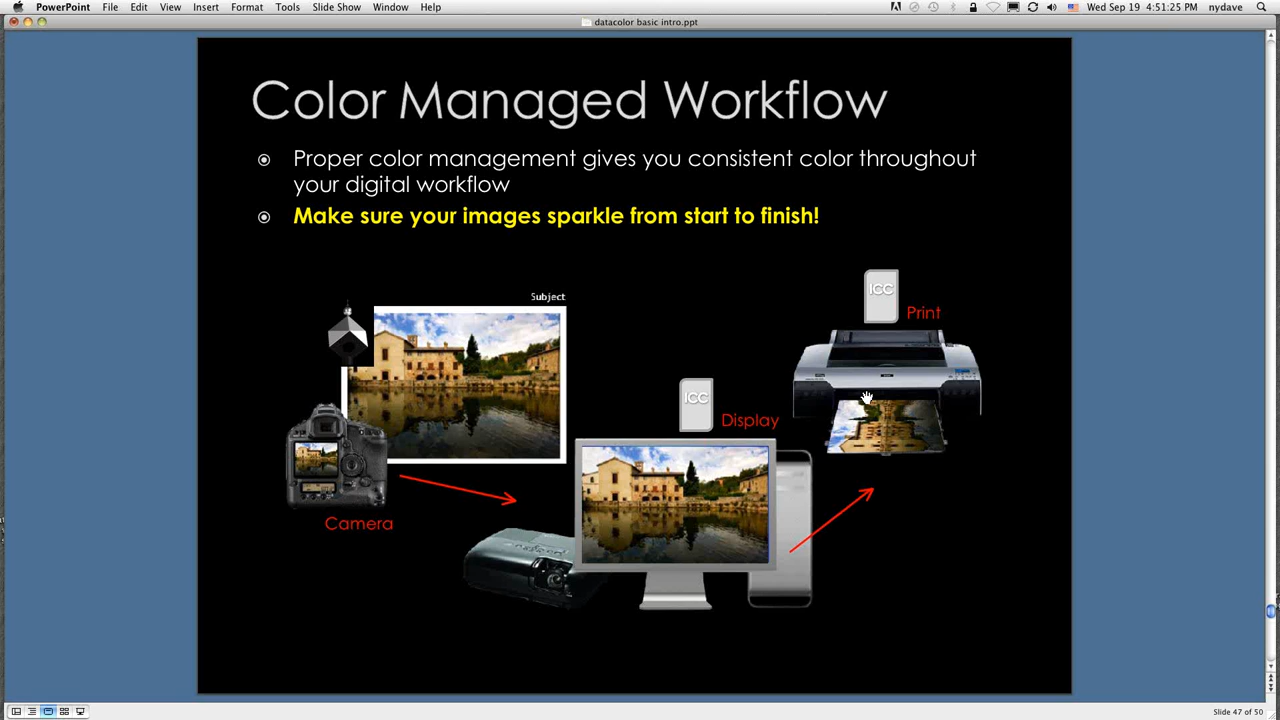 PowerPoint File Edit View Insert Format Tools Slide Show Window Help Wed Sep 19 4:51:25 PM nydave
datacolor basic intro.ppt
Color Managed Workflow
Proper color management gives you consistent color throughout
your digital workflow
Make sure your images sparkle from start to finish!
Subject
ICC
Print
ICC
Display
Camera
Slide 47 of 50